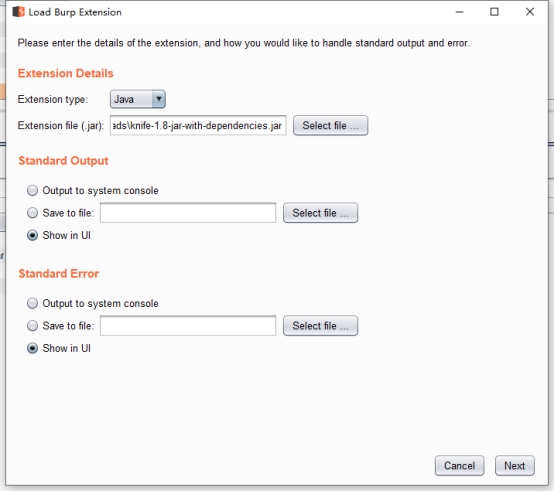 Load Burp Extension
Please enter the details of the extension, and how you would like to handle standard output and error.
Extension Details
Extension type: Java
Extension file (.jar): ads\knife-1.8-jar-with-dependencies.jar Select file ...
Standard Output
Output to system console
Save to file: Select file ...
Show in UI
Standard Error
Output to system console
Save to file: Select file ...
Show in UI
Cancel Next